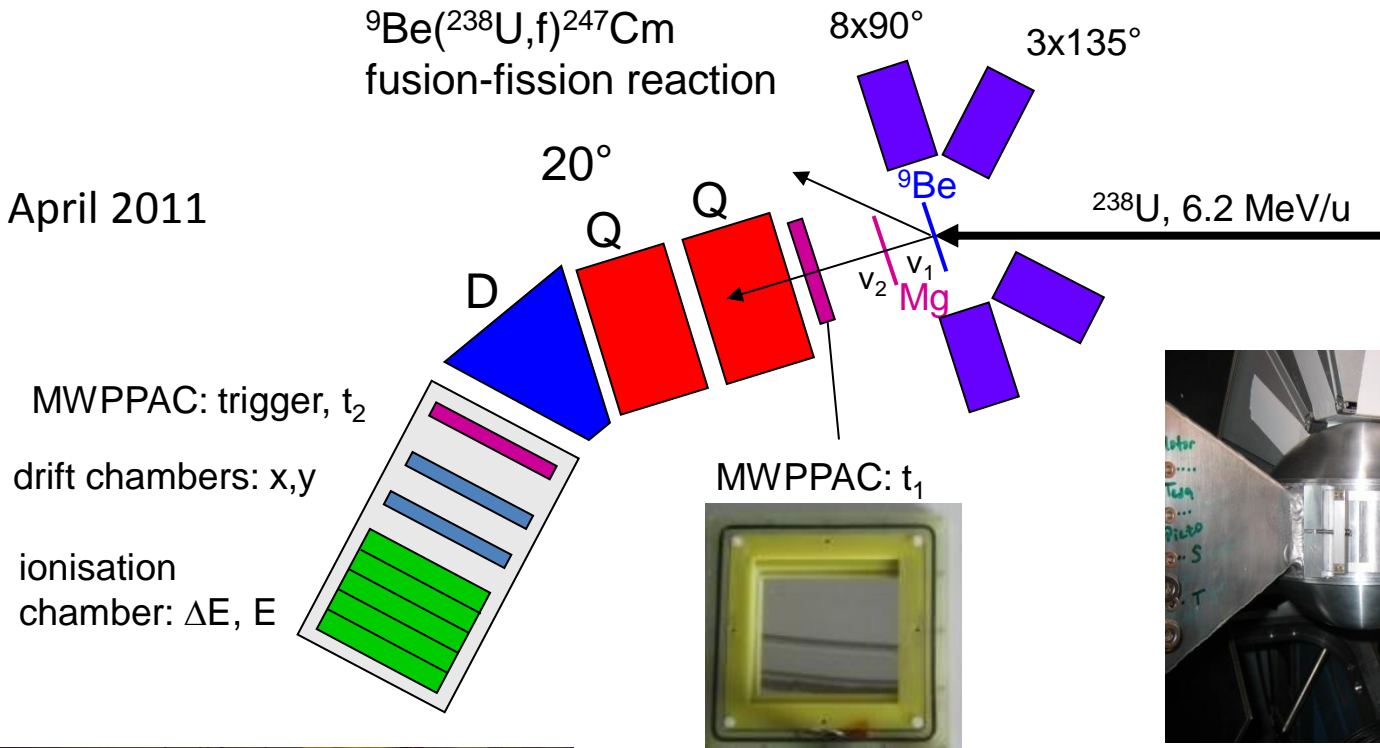 ⁹Be(²³⁸U,f)²⁴⁷Cm
fusion-fission reaction
8x90°
3x135°
20°
April 2011
Q
Q
D
⁹Be
²³⁸U, 6.2 MeV/u
v₁
v₂
Mg
MWPPAC: trigger, t₂
drift chambers: x,y
MWPPAC: t₁
ionisation
chamber: ΔE, E
S
T